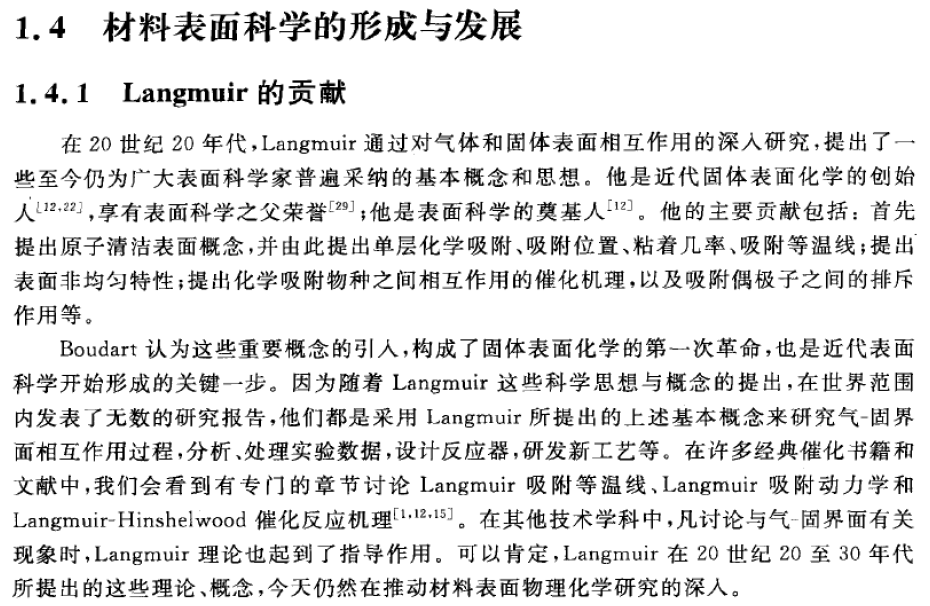 1.4 材料表面科学的形成与发展
1.4.1 Langmuir 的贡献
在 20 世纪 20 年代,Langmuir 通过对气体和固体表面相互作用的深入研究,提出了一
些至今仍为广大表面科学家普遍采纳的基本概念和思想。他是近代固体表面化学的创始
人[12,22],享有表面科学之父荣誉[29];他是表面科学的奠基人[12]。他的主要贡献包括:首先
提出原子清洁表面概念,并由此提出单层化学吸附、吸附位置、粘着几率、吸附等温线;提出
表面非均匀特性;提出化学吸附物种之间相互作用的催化机理,以及吸附偶极子之间的排斥
作用等。
Boudart 认为这些重要概念的引入,构成了固体表面化学的第一次革命,也是近代表面
科学开始形成的关键一步。因为随着 Langmuir 这些科学思想与概念的提出,在世界范围
内发表了无数的研究报告,他们都是采用 Langmuir 所提出的上述基本概念来研究气-固界
面相互作用过程,分析、处理实验数据,设计反应器,研发新工艺等。在许多经典催化书籍和
文献中,我们会看到有专门的章节讨论 Langmuir 吸附等温线、Langmuir 吸附动力学和
Langmuir-Hinshelwood 催化反应机理[1,12,15]。在其他技术学科中,凡讨论与气-固界面有关
现象时,Langmuir 理论也起到了指导作用。可以肯定,Langmuir 在 20 世纪 20 至 30 年代
所提出的这些理论、概念,今天仍然在推动材料表面物理化学研究的深入。